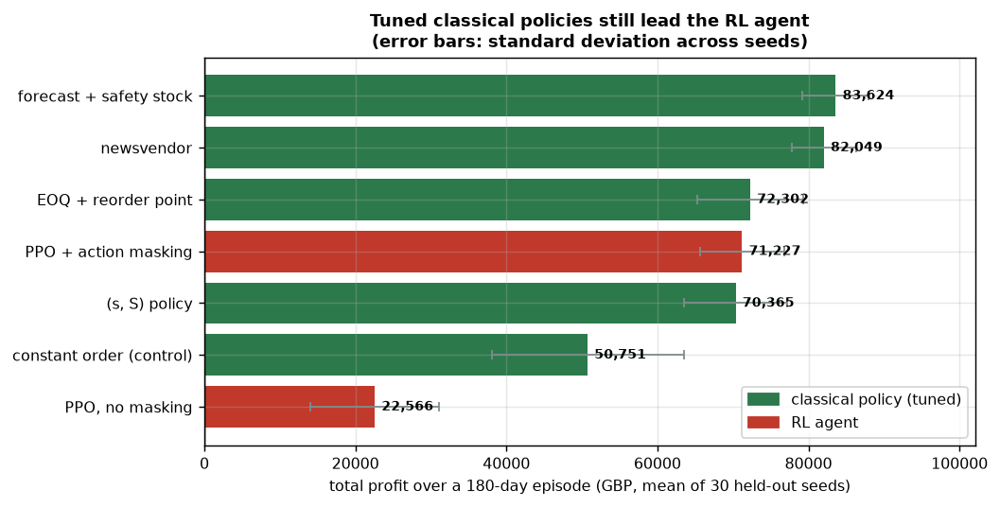 Tuned classical policies still lead the RL agent
(error bars: standard deviation across seeds)
forecast + safety stock
83,624
newsvendor
82,049
EOQ + reorder point
72,302
PPO + action masking
71,227
(s, S) policy
70,365
constant order (control)
50,751
PPO, no masking
22,566
classical policy (tuned)
RL agent
0
20000
40000
60000
80000
100000
total profit over a 180-day episode (GBP, mean of 30 held-out seeds)